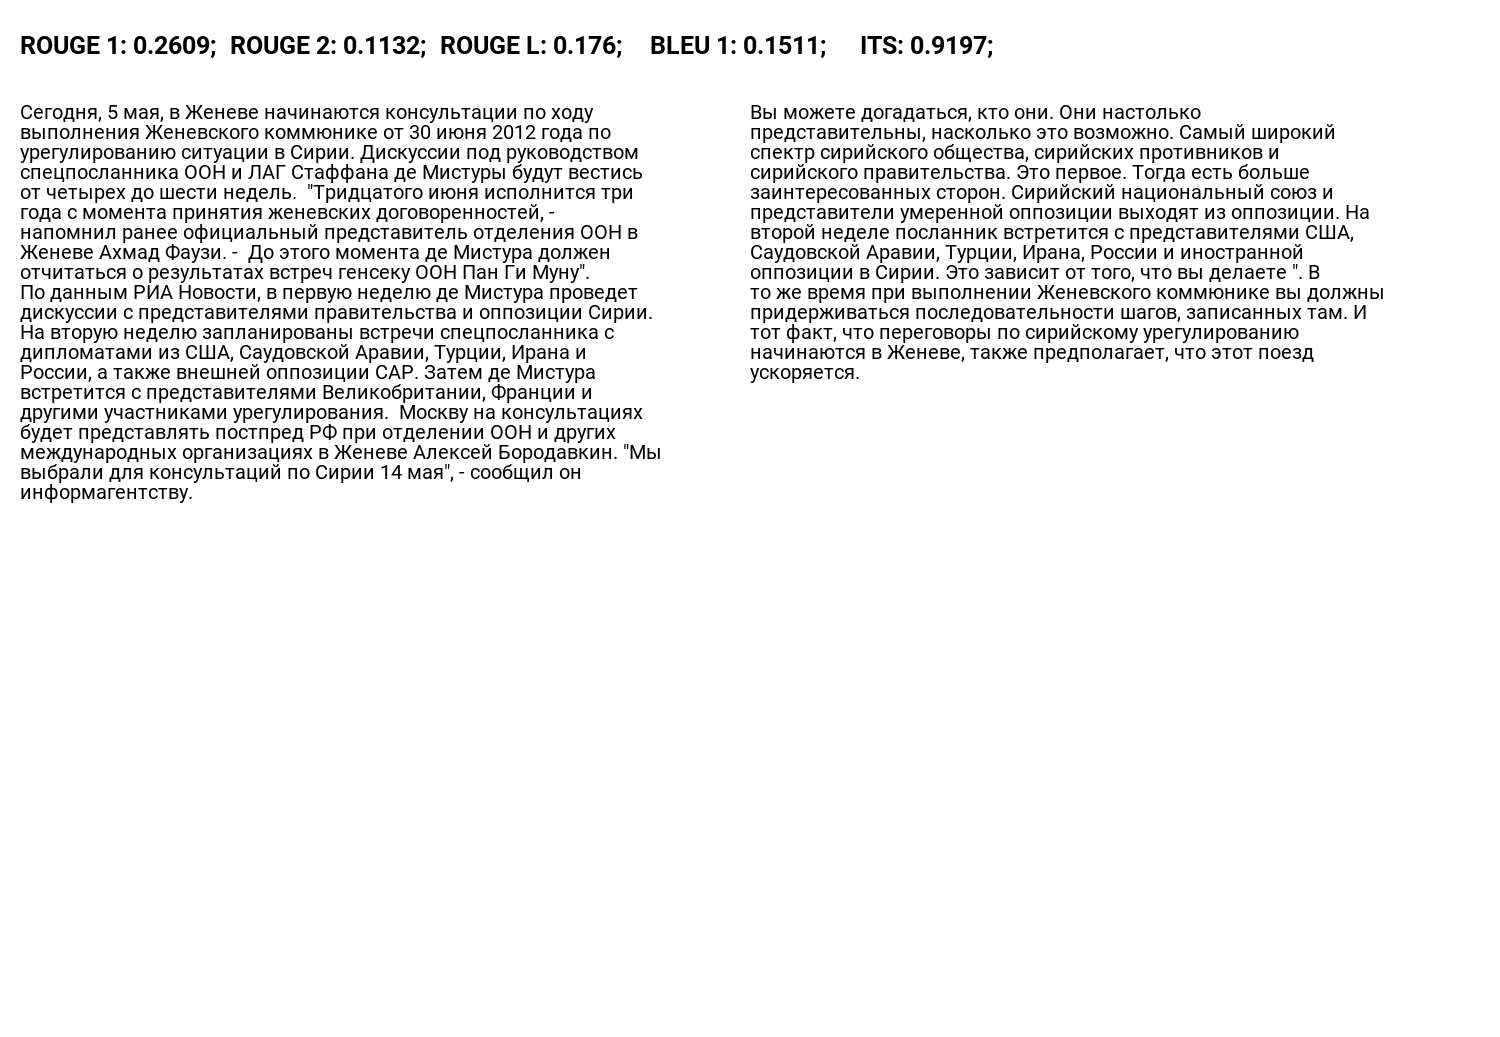 ROUGE 1: 0.2609;  ROUGE 2: 0.1132;  ROUGE L: 0.176;    BLEU 1: 0.1511;     ITS: 0.9197;
Сегодня, 5 мая, в Женеве начинаются консультации по ходу
выполнения Женевского коммюнике от 30 июня 2012 года по
урегулированию ситуации в Сирии. Дискуссии под руководством
спецпосланника ООН и ЛАГ Стаффана де Мистуры будут вестись
от четырех до шести недель.  "Тридцатого июня исполнится три
года с момента принятия женевских договоренностей, -
напомнил ранее официальный представитель отделения ООН в
Женеве Ахмад Фаузи. -  До этого момента де Мистура должен
отчитаться о результатах встреч генсеку ООН Пан Ги Муну".
По данным РИА Новости, в первую неделю де Мистура проведет
дискуссии с представителями правительства и оппозиции Сирии.
На вторую неделю запланированы встречи спецпосланника с
дипломатами из США, Саудовской Аравии, Турции, Ирана и
России, а также внешней оппозиции САР. Затем де Мистура
встретится с представителями Великобритании, Франции и
другими участниками урегулирования.  Москву на консультациях
будет представлять постпред РФ при отделении ООН и других
международных организациях в Женеве Алексей Бородавкин. "Мы
выбрали для консультаций по Сирии 14 мая", - сообщил он
информагентству.
Вы можете догадаться, кто они. Они настолько
представительны, насколько это возможно. Самый широкий
спектр сирийского общества, сирийских противников и
сирийского правительства. Это первое. Тогда есть больше
заинтересованных сторон. Сирийский национальный союз и
представители умеренной оппозиции выходят из оппозиции. На
второй неделе посланник встретится с представителями США,
Саудовской Аравии, Турции, Ирана, России и иностранной
оппозиции в Сирии. Это зависит от того, что вы делаете ". В
то же время при выполнении Женевского коммюнике вы должны
придерживаться последовательности шагов, записанных там. И
тот факт, что переговоры по сирийскому урегулированию
начинаются в Женеве, также предполагает, что этот поезд
ускоряется.